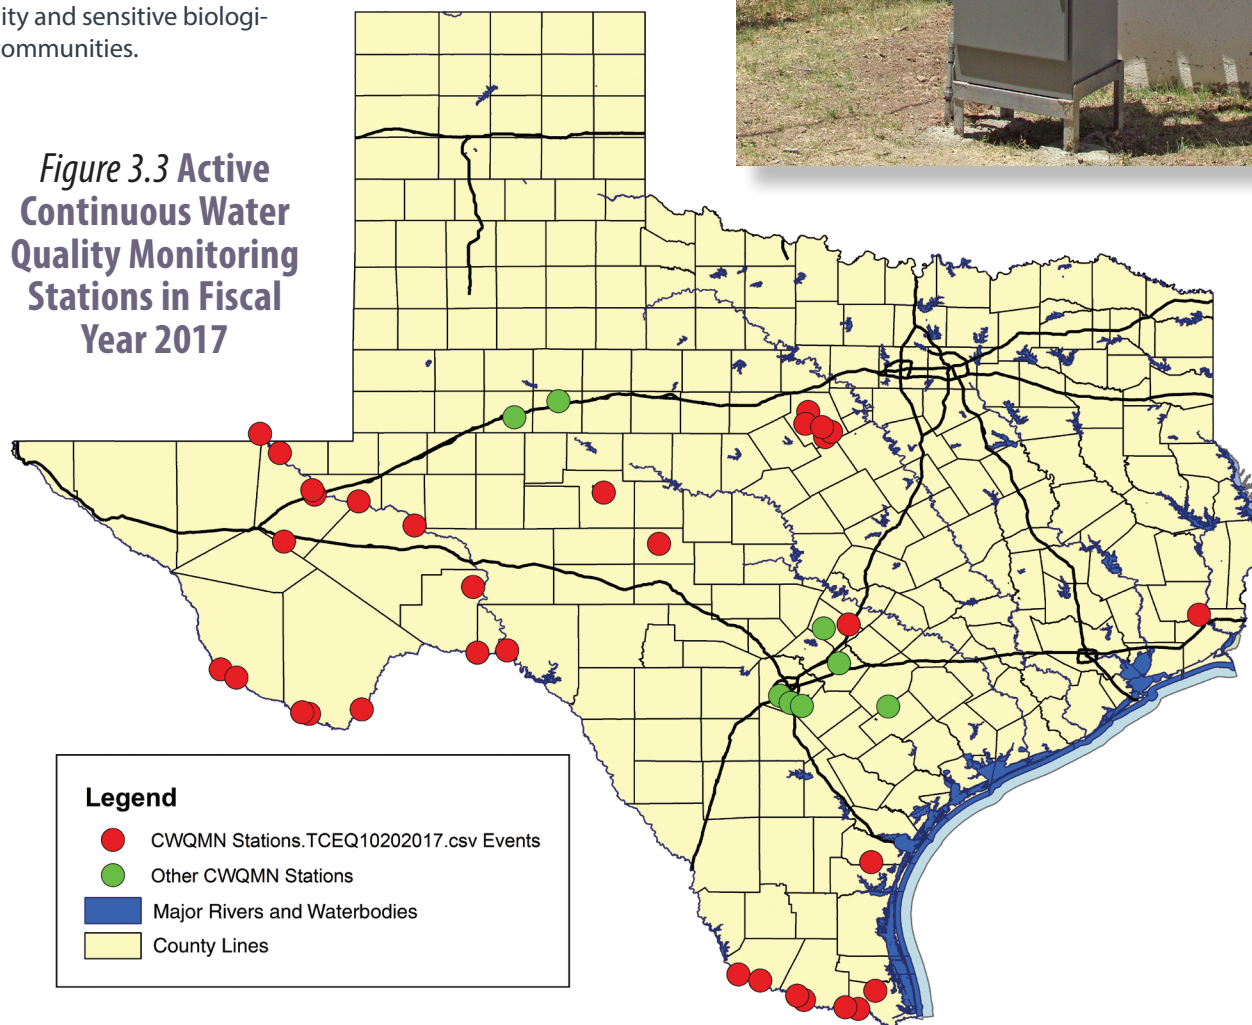 ity and sensitive biologi-
communities.
Figure 3.3 Active
Continuous Water
Quality Monitoring
Stations in Fiscal
Year 2017
Legend
CWQMN Stations.TCEQ10202017.csv Events
Other CWQMN Stations
Major Rivers and Waterbodies
County Lines